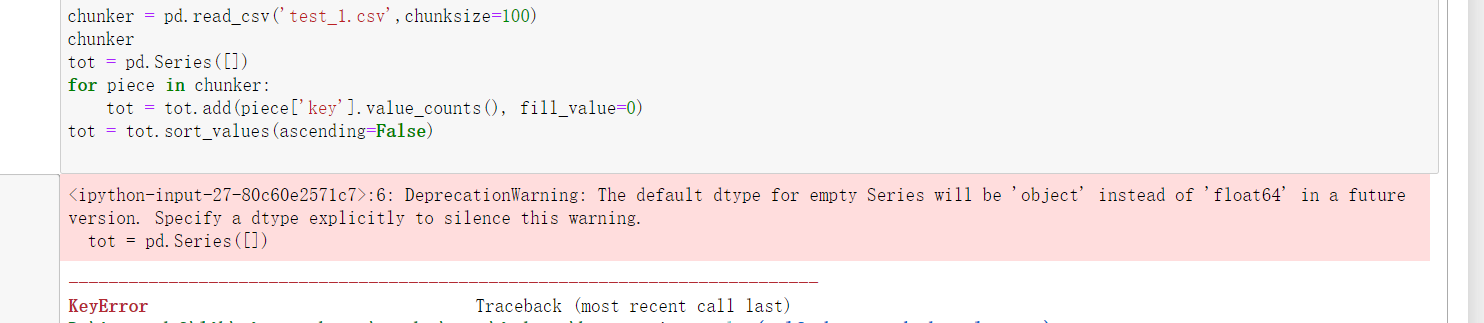 chunker = pd.read_csv('test_1.csv',chunksize=100)
chunker
tot = pd.Series([])
for piece in chunker:
    tot = tot.add(piece['key'].value_counts(), fill_value=0)
tot = tot.sort_values(ascending=False)
<ipython-input-27-80c60e2571c7>:6: DeprecationWarning: The default dtype for empty Series will be 'object' instead of 'float64' in a future
version. Specify a dtype explicitly to silence this warning.
  tot = pd.Series([])
---------------------------------------------------------------------------
KeyError                                  Traceback (most recent call last)